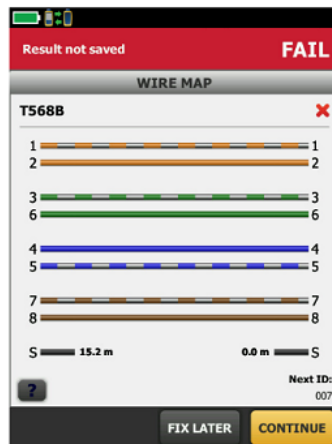 Result not saved FAIL
WIRE MAP
T568B
1 1
2 2
3 3
6 6
4 4
5 5
7 7
8 8
S 15.2 m 0.0 m S
Next ID:
? 007
FIX LATER CONTINUE